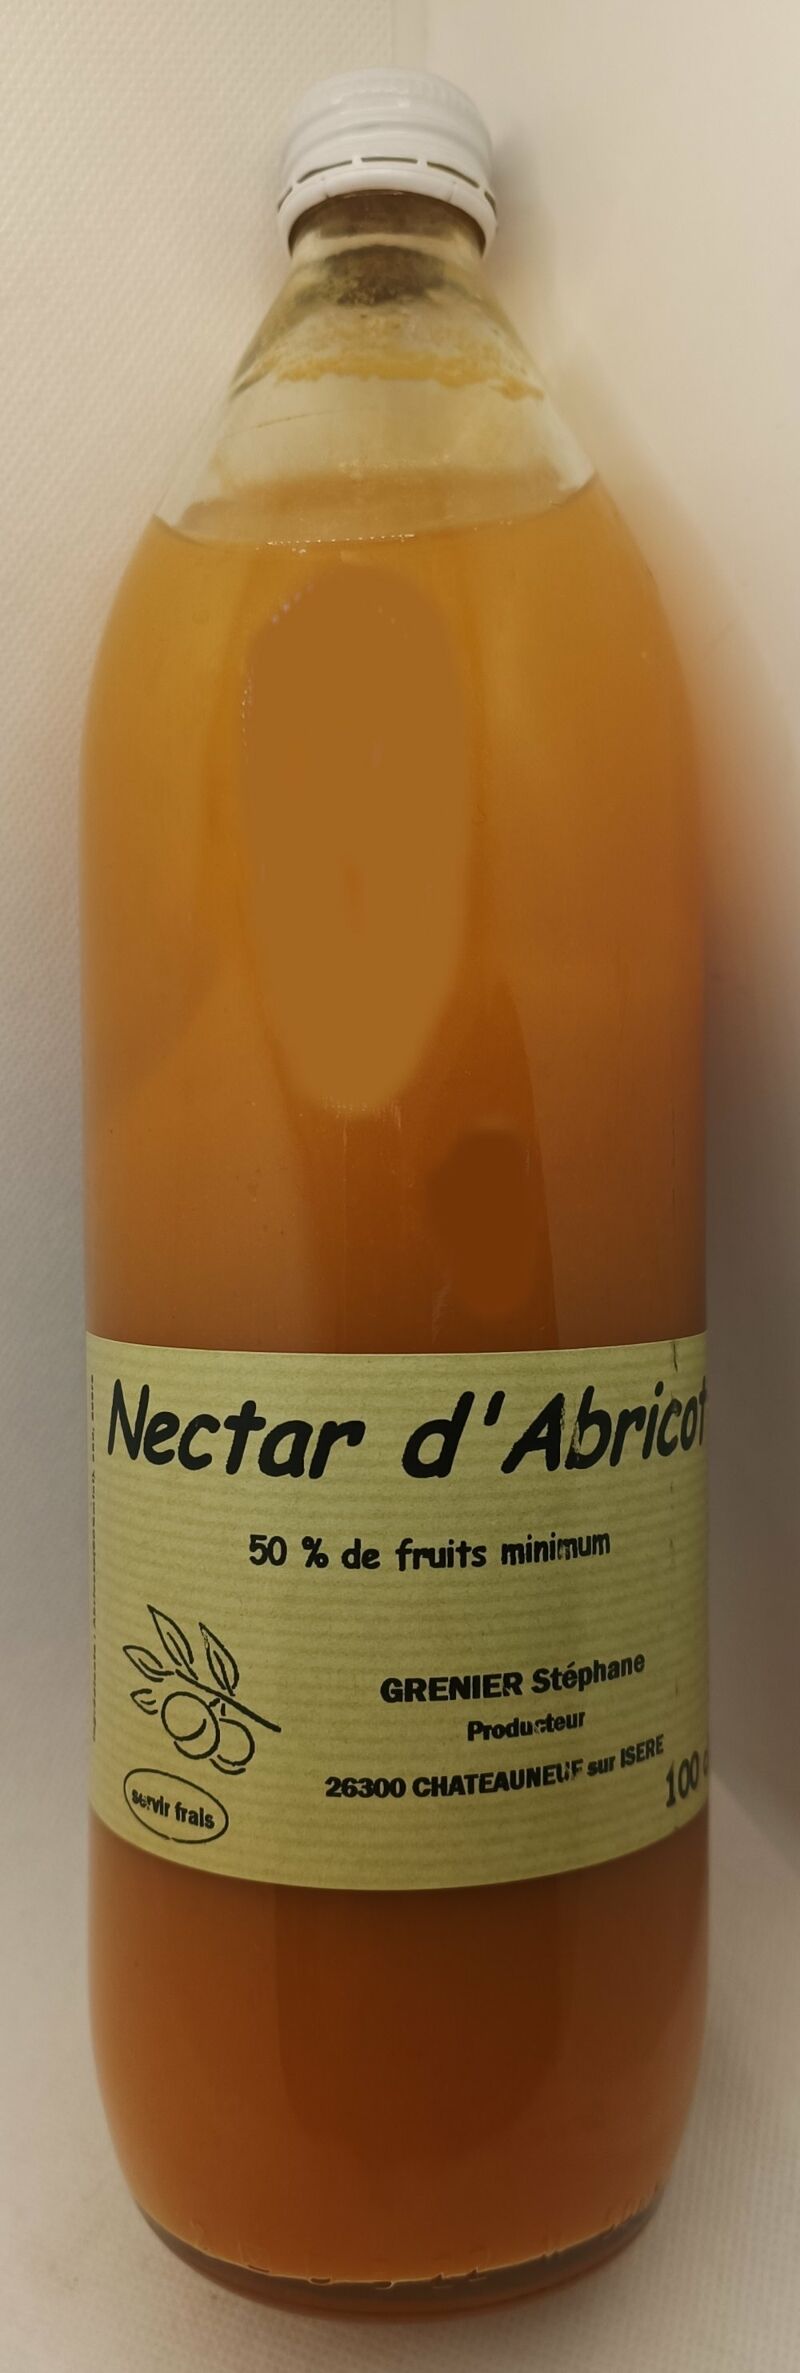 Nectar d'Abricot
50 % de fruits minimum
GRENIER Stéphane
Producteur
26300 CHATEAUNEUF sur ISERE
100 c
servir frais